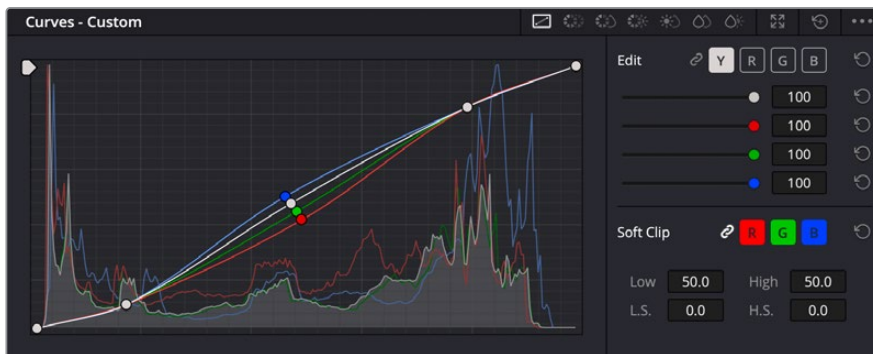 Curves - Custom
Edit Y R G B
100
100
100
100
Soft Clip R G B
Low 50.0 High 50.0
L.S. 0.0 H.S. 0.0